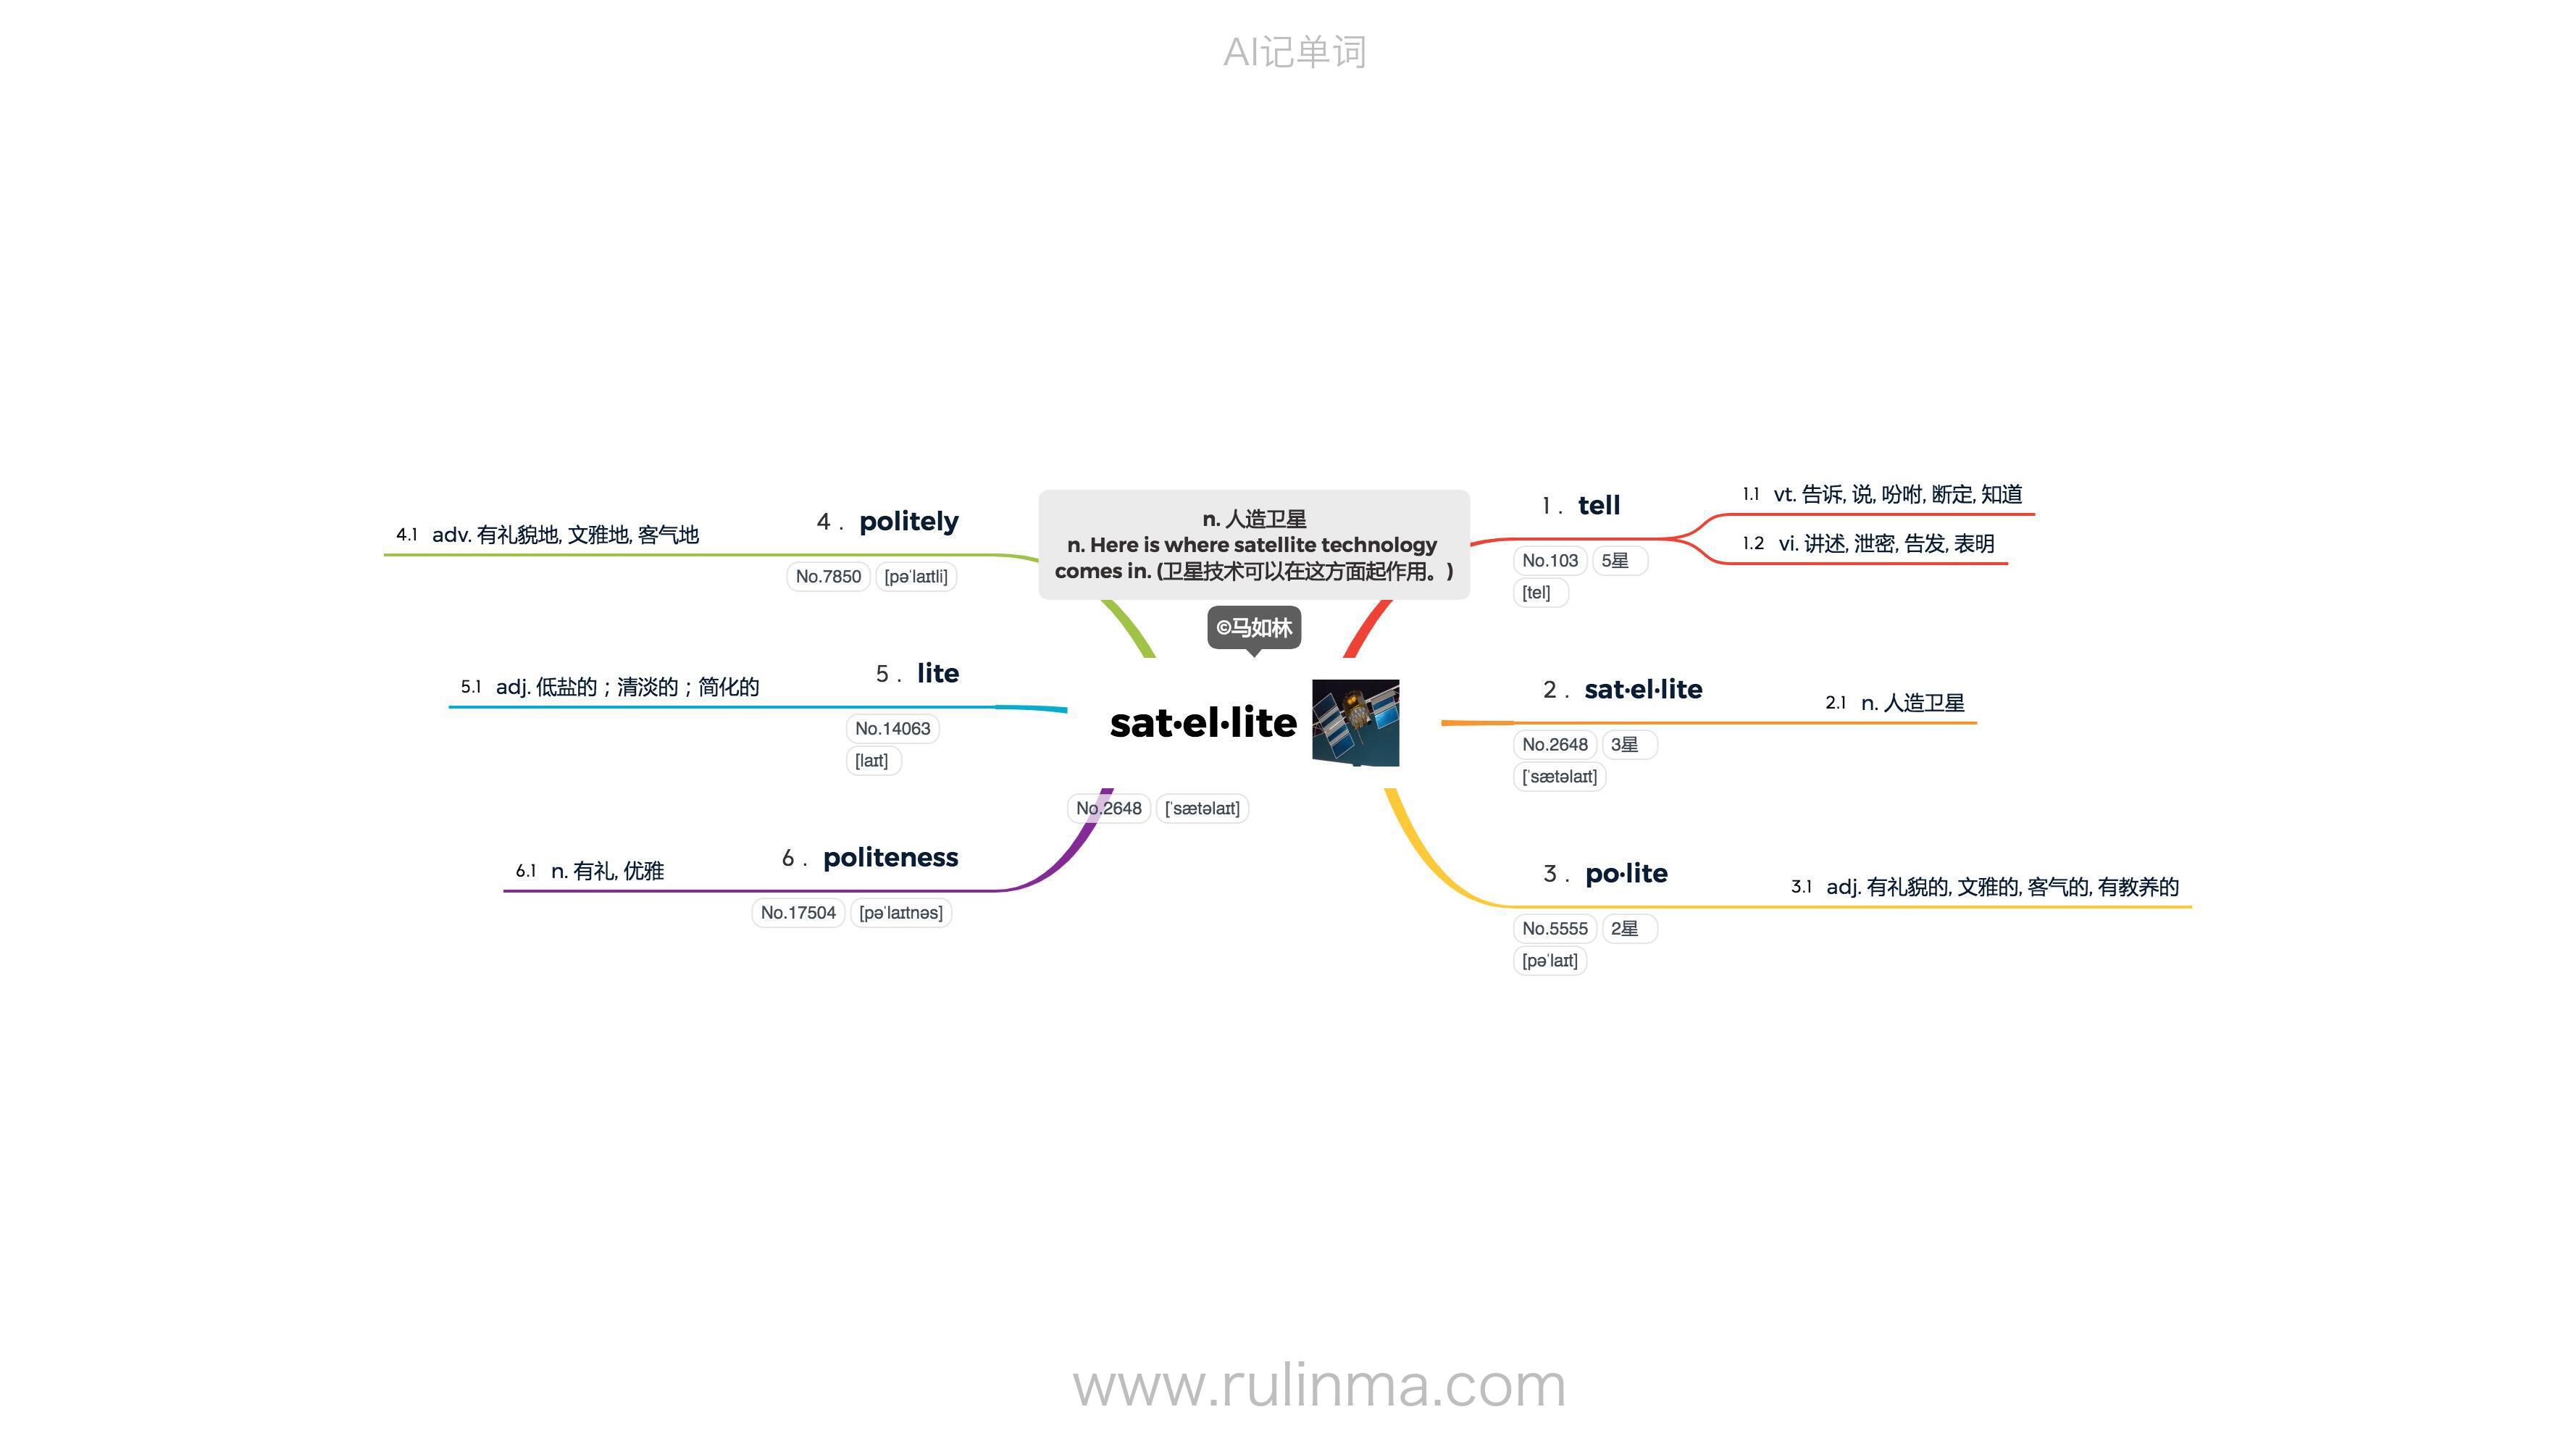 AI记单词
n. 人造卫星
n. Here is where satellite technology
comes in. (卫星技术可以在这方面起作用。)
©马如林
sat·el·lite
No.2648 [ˈsætəlaɪt]
1. tell
No.103 5星
[tel]
1.1 vt. 告诉, 说, 吩咐, 断定, 知道
1.2 vi. 讲述, 泄密, 告发, 表明
2. sat·el·lite
No.2648 3星
[ˈsætəlaɪt]
2.1 n. 人造卫星
3. po·lite
No.5555 2星
[pəˈlaɪt]
3.1 adj. 有礼貌的, 文雅的, 客气的, 有教养的
4. politely
No.7850 [pəˈlaɪtli]
4.1 adv. 有礼貌地, 文雅地, 客气地
5. lite
No.14063
[laɪt]
5.1 adj. 低盐的；清淡的；简化的
6. politeness
No.17504 [pəˈlaɪtnəs]
6.1 n. 有礼, 优雅
www.rulinma.com